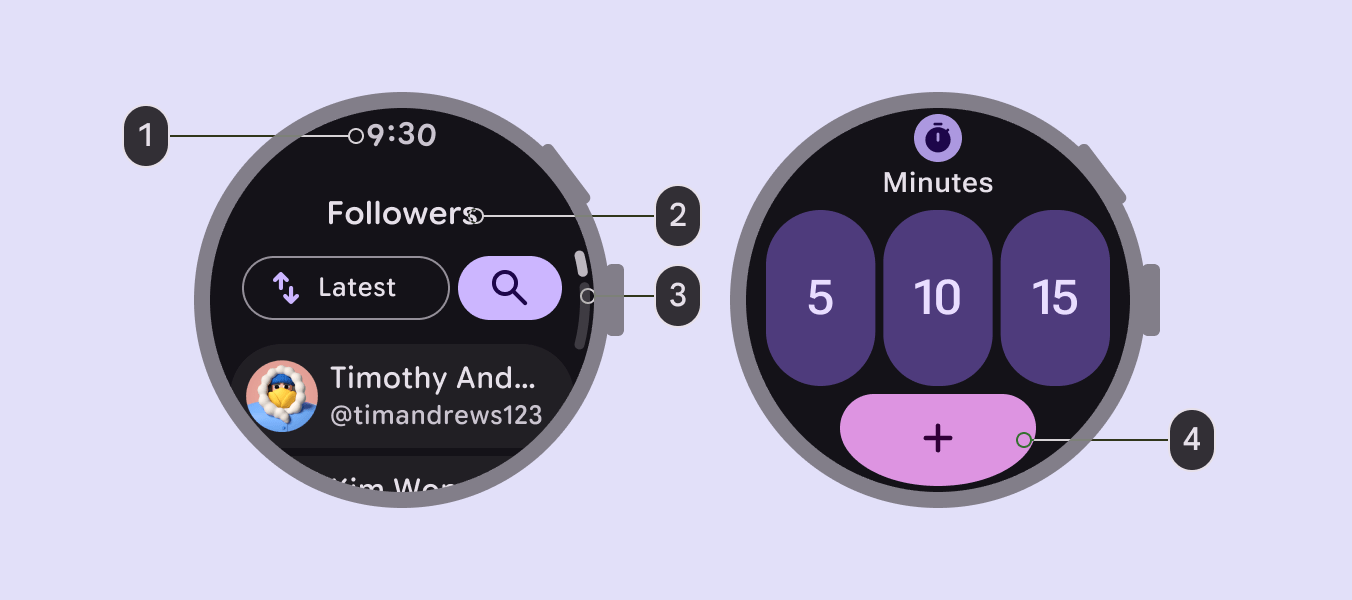 1
9:30
Followers
2
Latest
3
Timothy And...
@timandrews123
Minutes
5 10 15
+
4